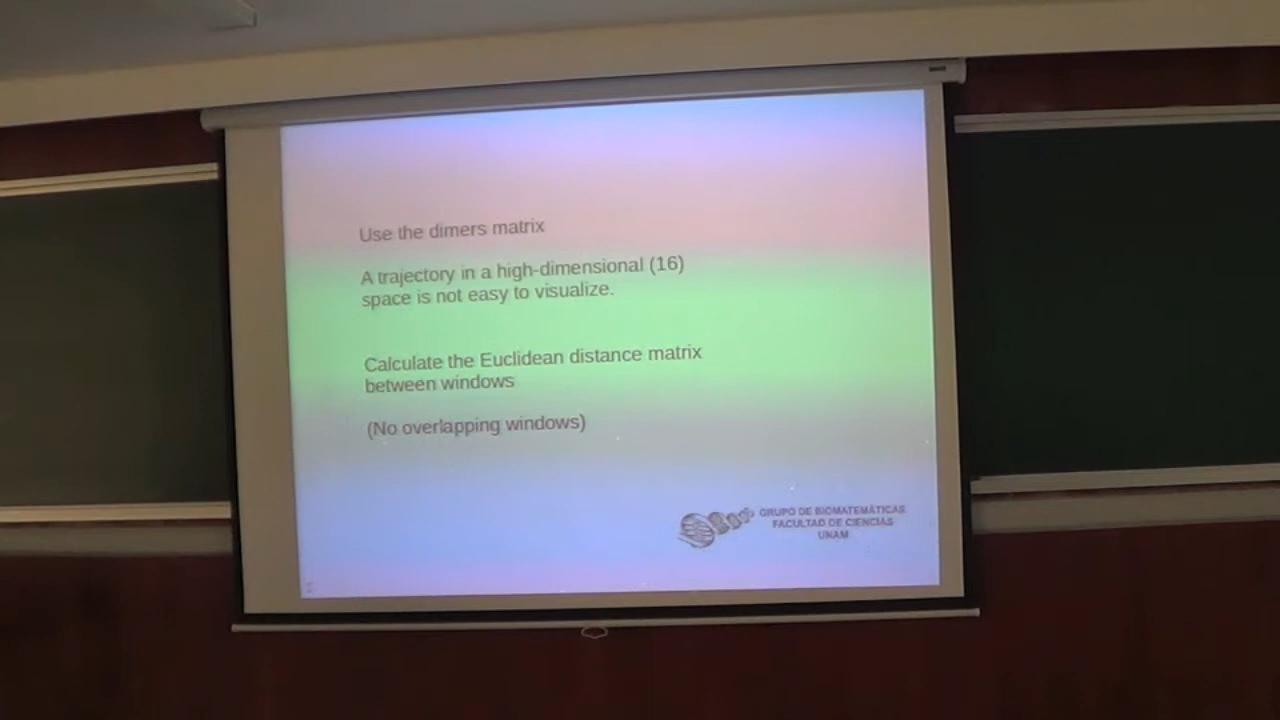 Use the dimers matrix
A trajectory in a high-dimensional (16)
space is not easy to visualize.
Calculate the Euclidean distance matrix
between windows
(No overlapping windows)
GRUPO DE BIOMATEMÁTICAS
FACULTAD DE CIENCIAS
UNAM